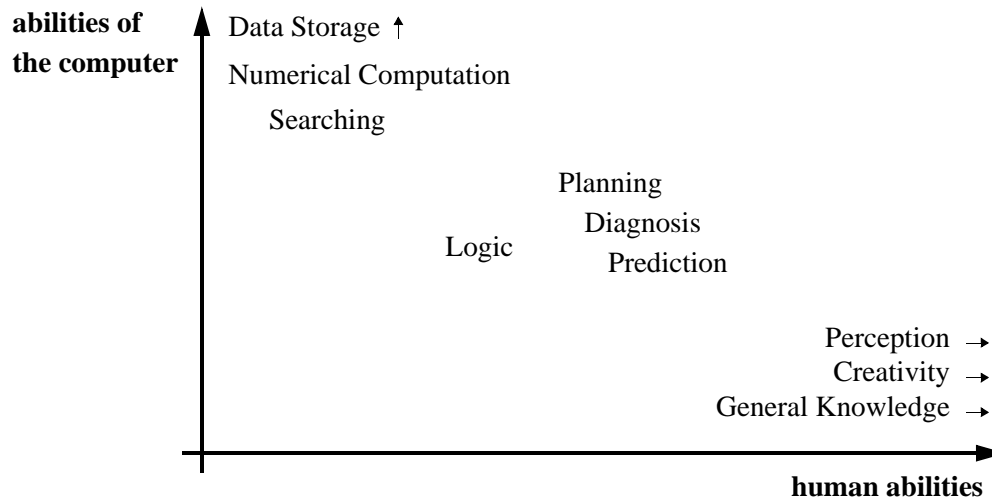 abilities of
the computer
Data Storage ↑
Numerical Computation
Searching
Planning
Diagnosis
Logic
Prediction
Perception →
Creativity →
General Knowledge →
human abilities